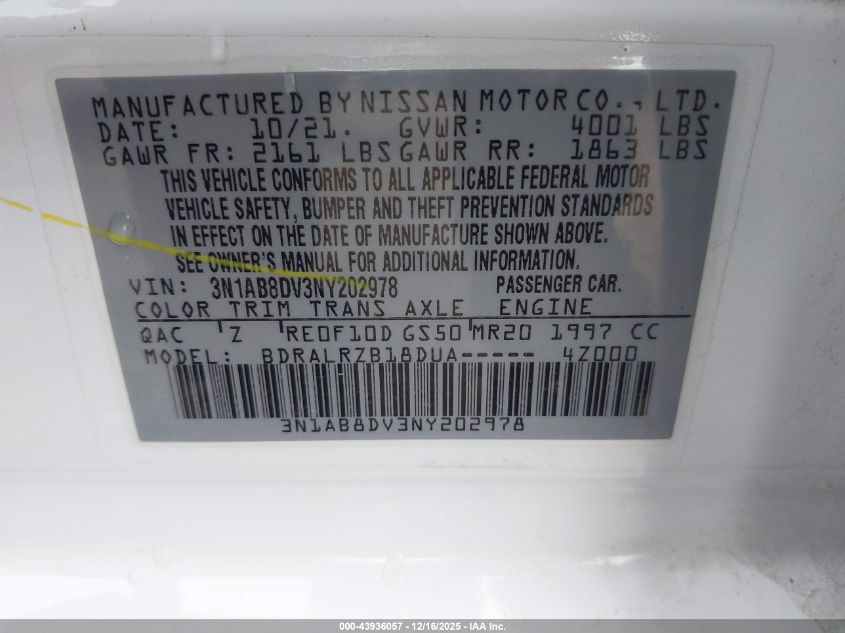 MANUFACTURED BY NISSAN MOTOR CO., LTD.
DATE: 10/21. GVWR: 4001 LBS
GAWR FR: 2161 LBS GAWR RR: 1863 LBS
THIS VEHICLE CONFORMS TO ALL APPLICABLE FEDERAL MOTOR
VEHICLE SAFETY, BUMPER AND THEFT PREVENTION STANDARDS
IN EFFECT ON THE DATE OF MANUFACTURE SHOWN ABOVE.
SEE OWNER'S MANUAL FOR ADDITIONAL INFORMATION.
VIN: 3N1AB8DV3NY202978 PASSENGER CAR.
COLOR TRIM TRANS AXLE ENGINE
QAC Z RE0F10D GS50 MR20 1997 CC
MODEL: BDRALRZB18DUA----- 4Z000
3N1AB8DV3NY202978
000-43936057 - 12/16/2025 - IAA Inc.